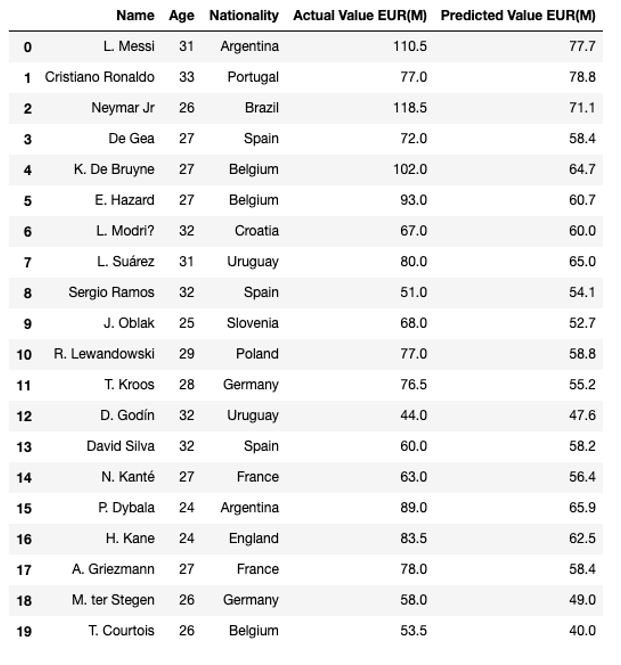 Name Age Nationality Actual Value EUR(M) Predicted Value EUR(M)
0 L. Messi 31 Argentina 110.5 77.7
1 Cristiano Ronaldo 33 Portugal 77.0 78.8
2 Neymar Jr 26 Brazil 118.5 71.1
3 De Gea 27 Spain 72.0 58.4
4 K. De Bruyne 27 Belgium 102.0 64.7
5 E. Hazard 27 Belgium 93.0 60.7
6 L. Modri? 32 Croatia 67.0 60.0
7 L. Suárez 31 Uruguay 80.0 65.0
8 Sergio Ramos 32 Spain 51.0 54.1
9 J. Oblak 25 Slovenia 68.0 52.7
10 R. Lewandowski 29 Poland 77.0 58.8
11 T. Kroos 28 Germany 76.5 55.2
12 D. Godín 32 Uruguay 44.0 47.6
13 David Silva 32 Spain 60.0 58.2
14 N. Kanté 27 France 63.0 56.4
15 P. Dybala 24 Argentina 89.0 65.9
16 H. Kane 24 England 83.5 62.5
17 A. Griezmann 27 France 78.0 58.4
18 M. ter Stegen 26 Germany 58.0 49.0
19 T. Courtois 26 Belgium 53.5 40.0